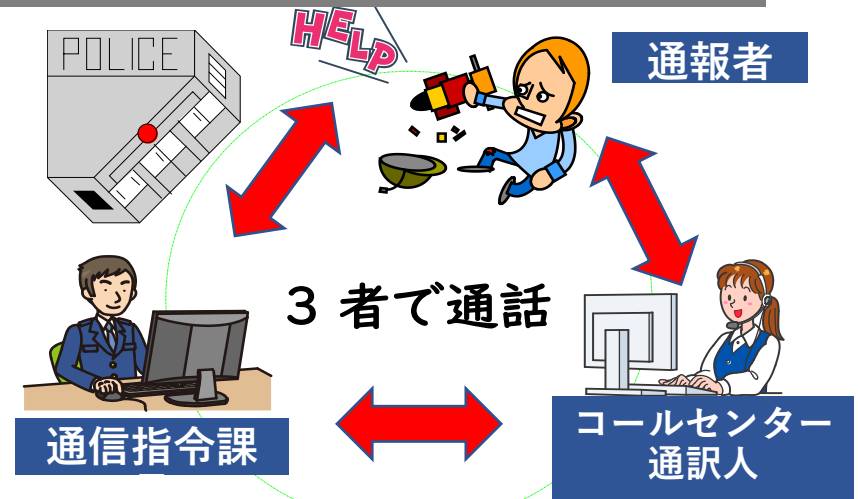 POLICE
HELP
通報者
3者で通話
通信指令課
コールセンター
通訳人